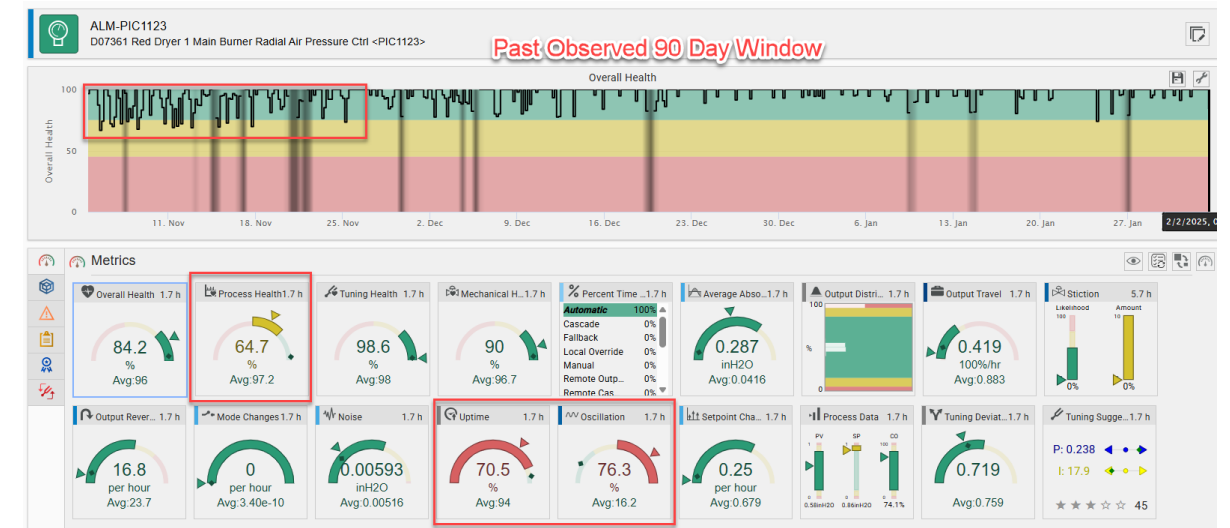 ALM-PIC1123
D07361 Red Dryer 1 Main Burner Radial Air Pressure Ctrl <PIC1123>
Past Observed 90 Day Window
Overall Health
100
50
0
Overall Health
11. Nov 18. Nov 25. Nov 2. Dec 9. Dec 16. Dec 23. Dec 30. Dec 6. Jan 13. Jan 20. Jan 27. Jan 2/2/2025, 0
Metrics
Overall Health 1.7 h
84.2
%
Avg:96
Process Health 1.7 h
64.7
%
Avg:97.2
Tuning Health 1.7 h
98.6
%
Avg:98
Mechanical H... 1.7 h
90
%
Avg:96.7
Percent Time ... 1.7 h
Automatic 100%
Cascade 0%
Fallback 0%
Local Override 0%
Manual 0%
Remote Outp... 0%
Remote Cas... 0%
Average Abso... 1.7 h
0.287
inH2O
Avg:0.0416
Output Distri... 1.7 h
100
%
0
Output Travel 1.7 h
0.419
100%/hr
Avg:0.883
Stiction 5.7 h
Likelihood Amount
100 10
0% 0%
Output Rever... 1.7 h
16.8
per hour
Avg:23.7
Mode Changes 1.7 h
0
per hour
Avg:3.40e-10
Noise 1.7 h
0.00593
inH2O
Avg:0.00516
Uptime 1.7 h
70.5
%
Avg:94
Oscillation 1.7 h
76.3
%
Avg:16.2
Setpoint Cha... 1.7 h
0.25
per hour
Avg:0.679
Process Data 1.7 h
PV SP CO
1 1 100
0 0 0
0.58inH20 0.86inH20 74.1%
Tuning Deviat... 1.7 h
0.719
Avg:0.759
Tuning Sugge... 1.7 h
P: 0.238
I: 17.9
45